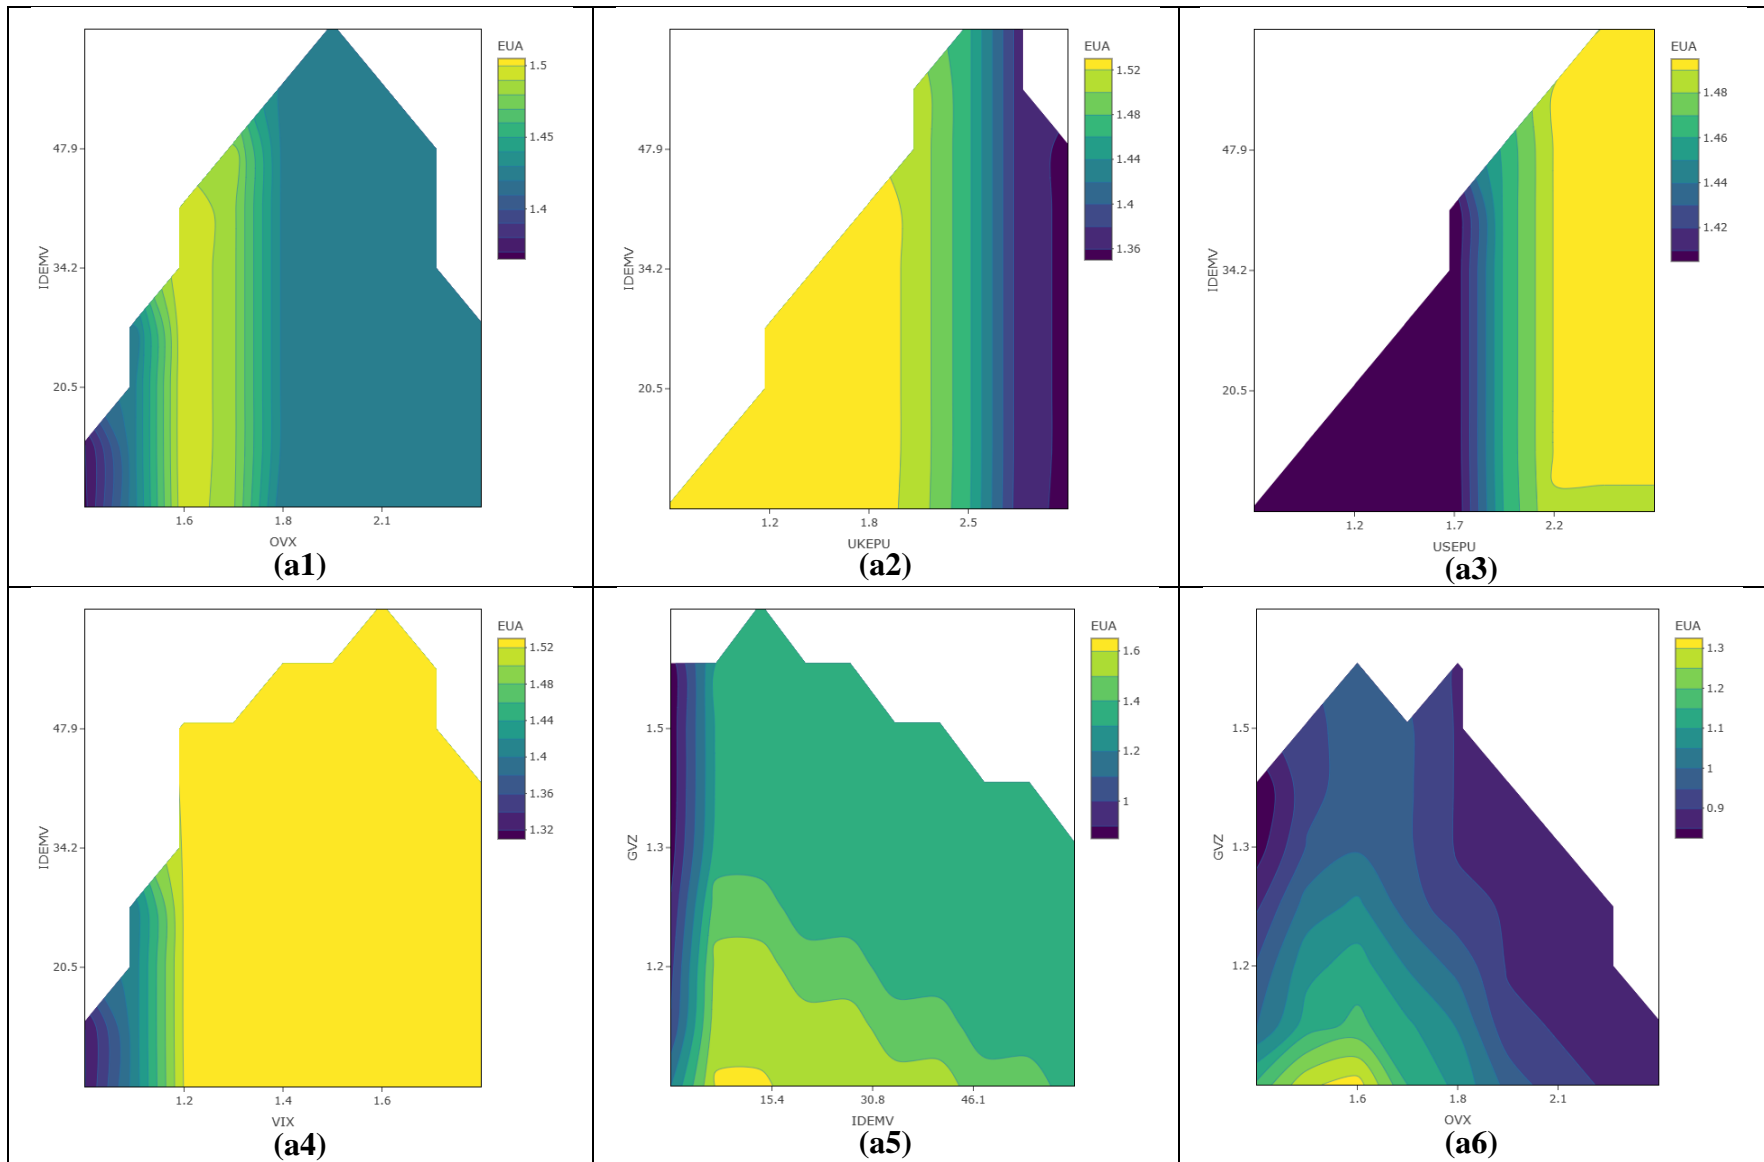 EUA
1.5
1.45
1.4
47.9
34.2
20.5
IDEMV
1.6
1.8
2.1
OVX
(a1)
EUA
1.52
1.48
1.44
1.4
1.36
47.9
34.2
20.5
IDEMV
1.2
1.8
2.5
UKEPU
(a2)
EUA
1.48
1.46
1.44
1.42
47.9
34.2
20.5
IDEMV
1.2
1.7
2.2
USEPU
(a3)
EUA
1.52
1.48
1.44
1.4
1.36
1.32
47.9
34.2
20.5
IDEMV
1.2
1.4
1.6
VIX
(a4)
EUA
1.6
1.4
1.2
1
1.5
1.3
1.2
GVZ
15.4
30.8
46.1
IDEMV
(a5)
EUA
1.3
1.2
1.1
1
0.9
1.5
1.3
1.2
GVZ
1.6
1.8
2.1
OVX
(a6)